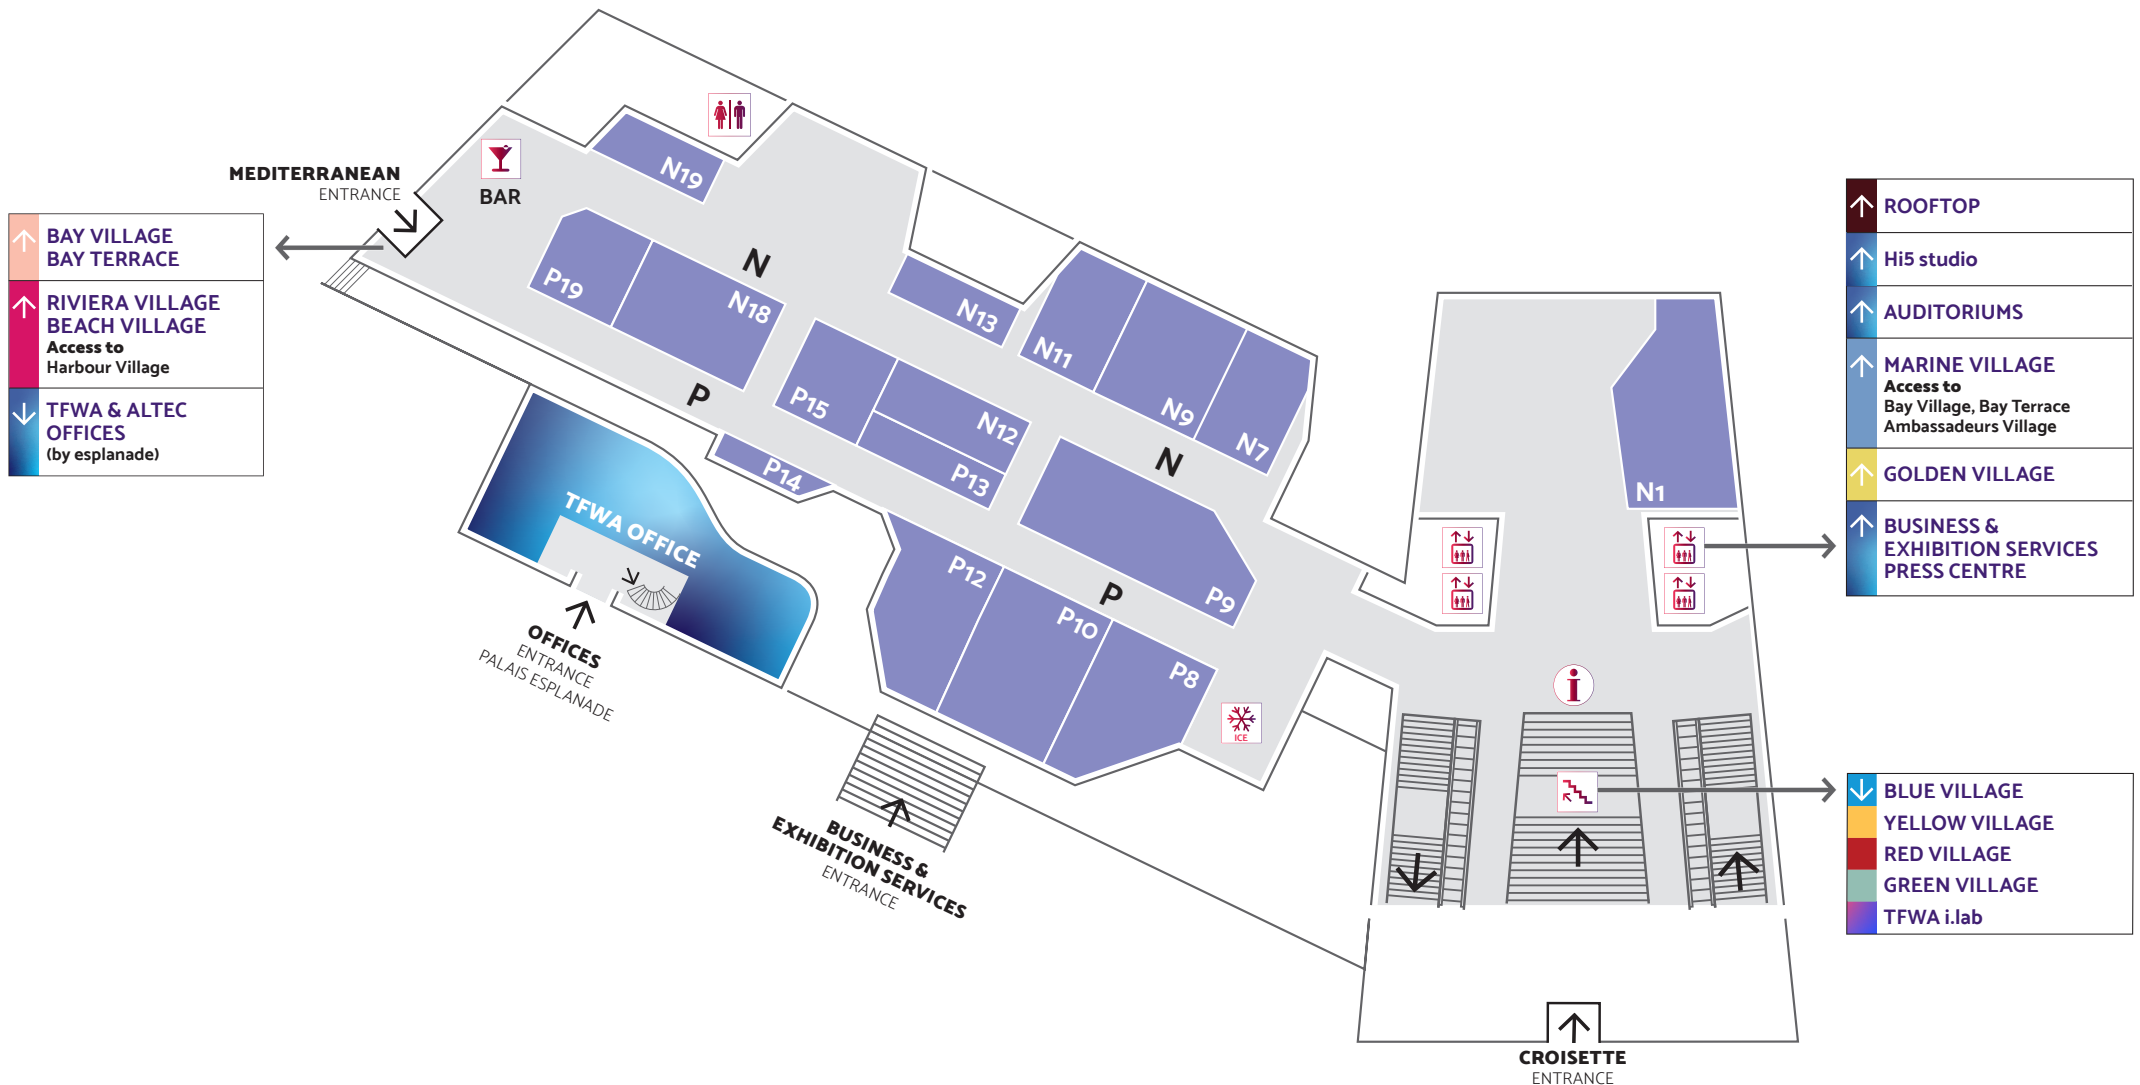 MEDITERRANEAN
ENTRANCE
BAY VILLAGE
BAY TERRACE
RIVIERA VILLAGE
BEACH VILLAGE
Access to
Harbour Village
TFWA & ALTEC
OFFICES
(by esplanade)
BAR
N19
P19
N18
N
P
N13
N11
N9
N7
P15
N12
P13
P14
N
P
P9
P12
P10
P8
ICE
TFWA OFFICE
OFFICES
ENTRANCE
PALAIS ESPLANADE
BUSINESS &
EXHIBITION SERVICES
ENTRANCE
N1
i
CROISETTE
ENTRANCE
ROOFTOP
Hi5 studio
AUDITORIUMS
MARINE VILLAGE
Access to
Bay Village, Bay Terrace
Ambassadeurs Village
GOLDEN VILLAGE
BUSINESS &
EXHIBITION SERVICES
PRESS CENTRE
BLUE VILLAGE
YELLOW VILLAGE
RED VILLAGE
GREEN VILLAGE
TFWA i.lab